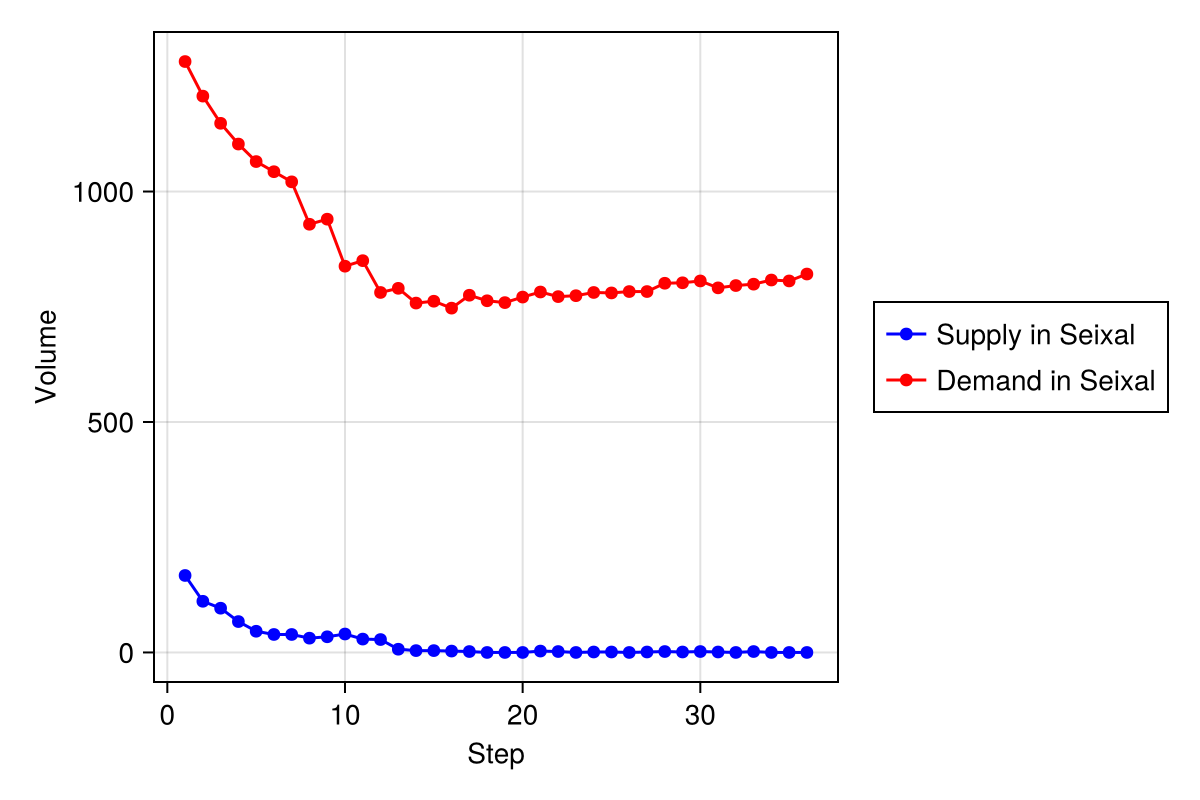 1000
500
0
0 10 20 30
Volume
Step
Supply in Seixal
Demand in Seixal